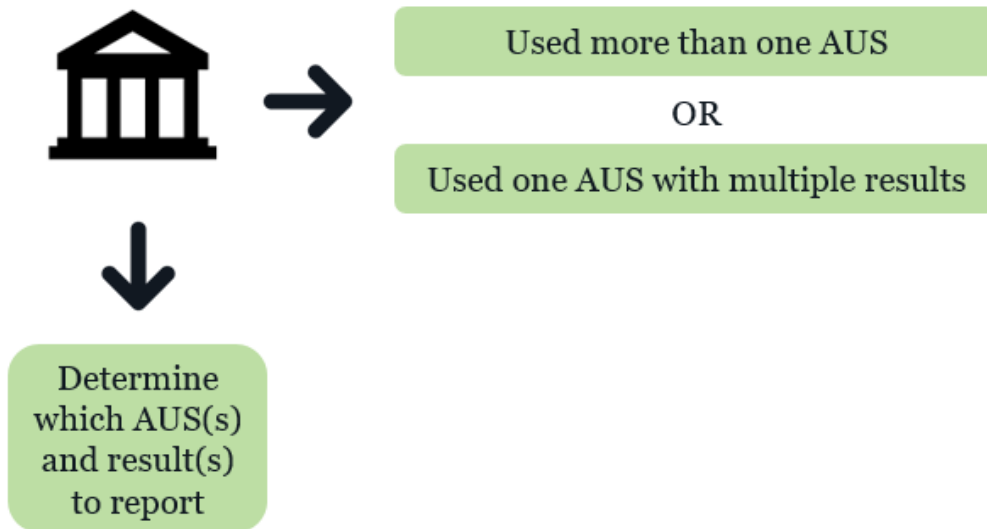 Used more than one AUS
OR
Used one AUS with multiple results
Determine
which AUS(s)
and result(s)
to report